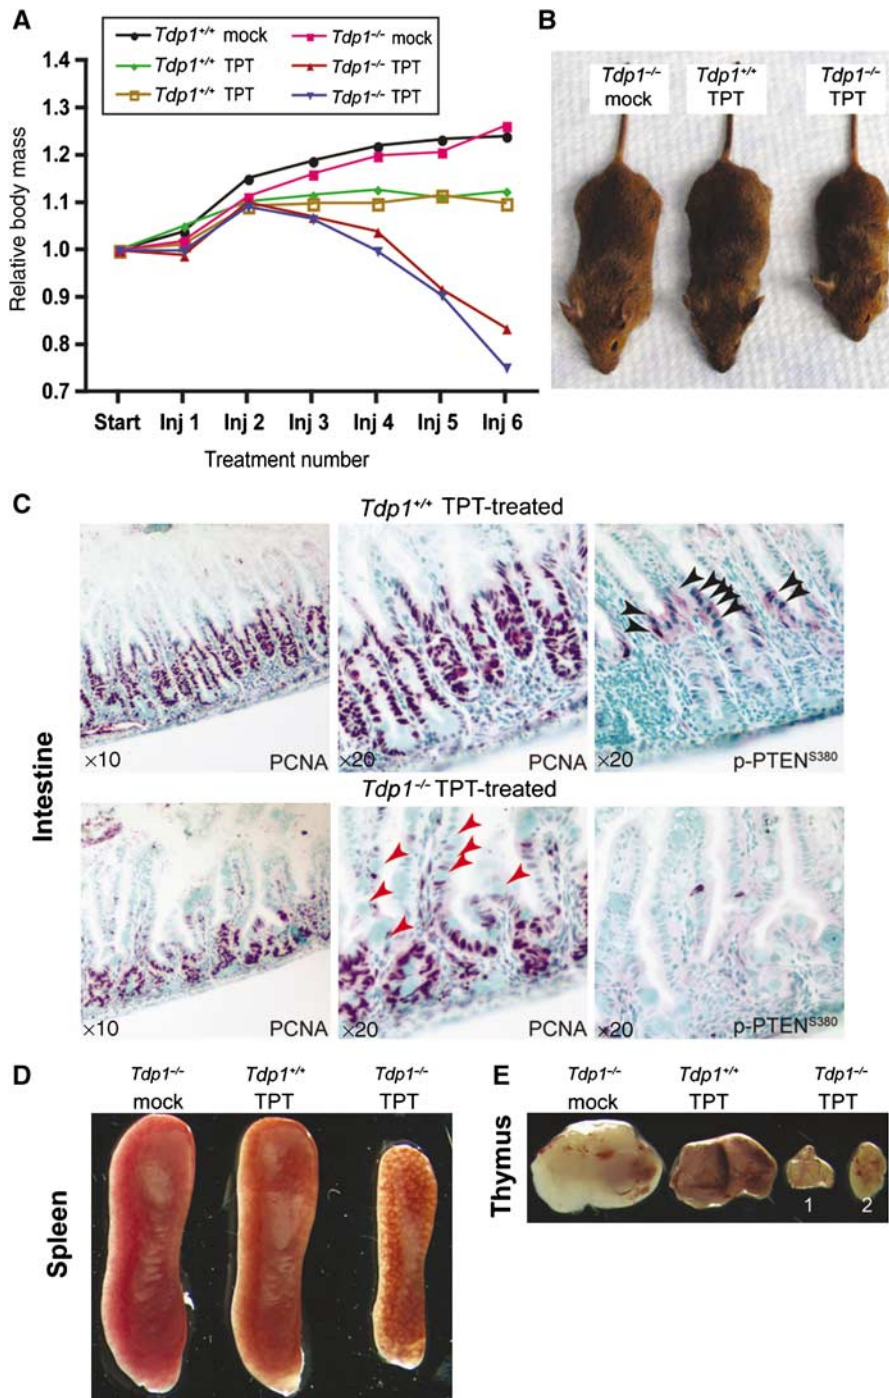 A
Tdp1+/+ mock
Tdp1−/− mock
Tdp1+/+ TPT
Tdp1−/− TPT
Tdp1+/+ TPT
Tdp1−/− TPT
1.4
1.3
1.2
1.1
1.0
0.9
0.8
0.7
Relative body mass
Start Inj 1 Inj 2 Inj 3 Inj 4 Inj 5 Inj 6
Treatment number
B
Tdp1−/− mock
Tdp1+/+ TPT
Tdp1−/− TPT
C
Tdp1+/+ TPT-treated
×10 PCNA
×20 PCNA
×20 p-PTENS380
Intestine
Tdp1−/− TPT-treated
×10 PCNA
×20 PCNA
×20 p-PTENS380
D
Tdp1−/− mock
Tdp1+/+ TPT
Tdp1−/− TPT
Spleen
E
Tdp1−/− mock
Tdp1+/+ TPT
Tdp1−/− TPT
Thymus
1
2